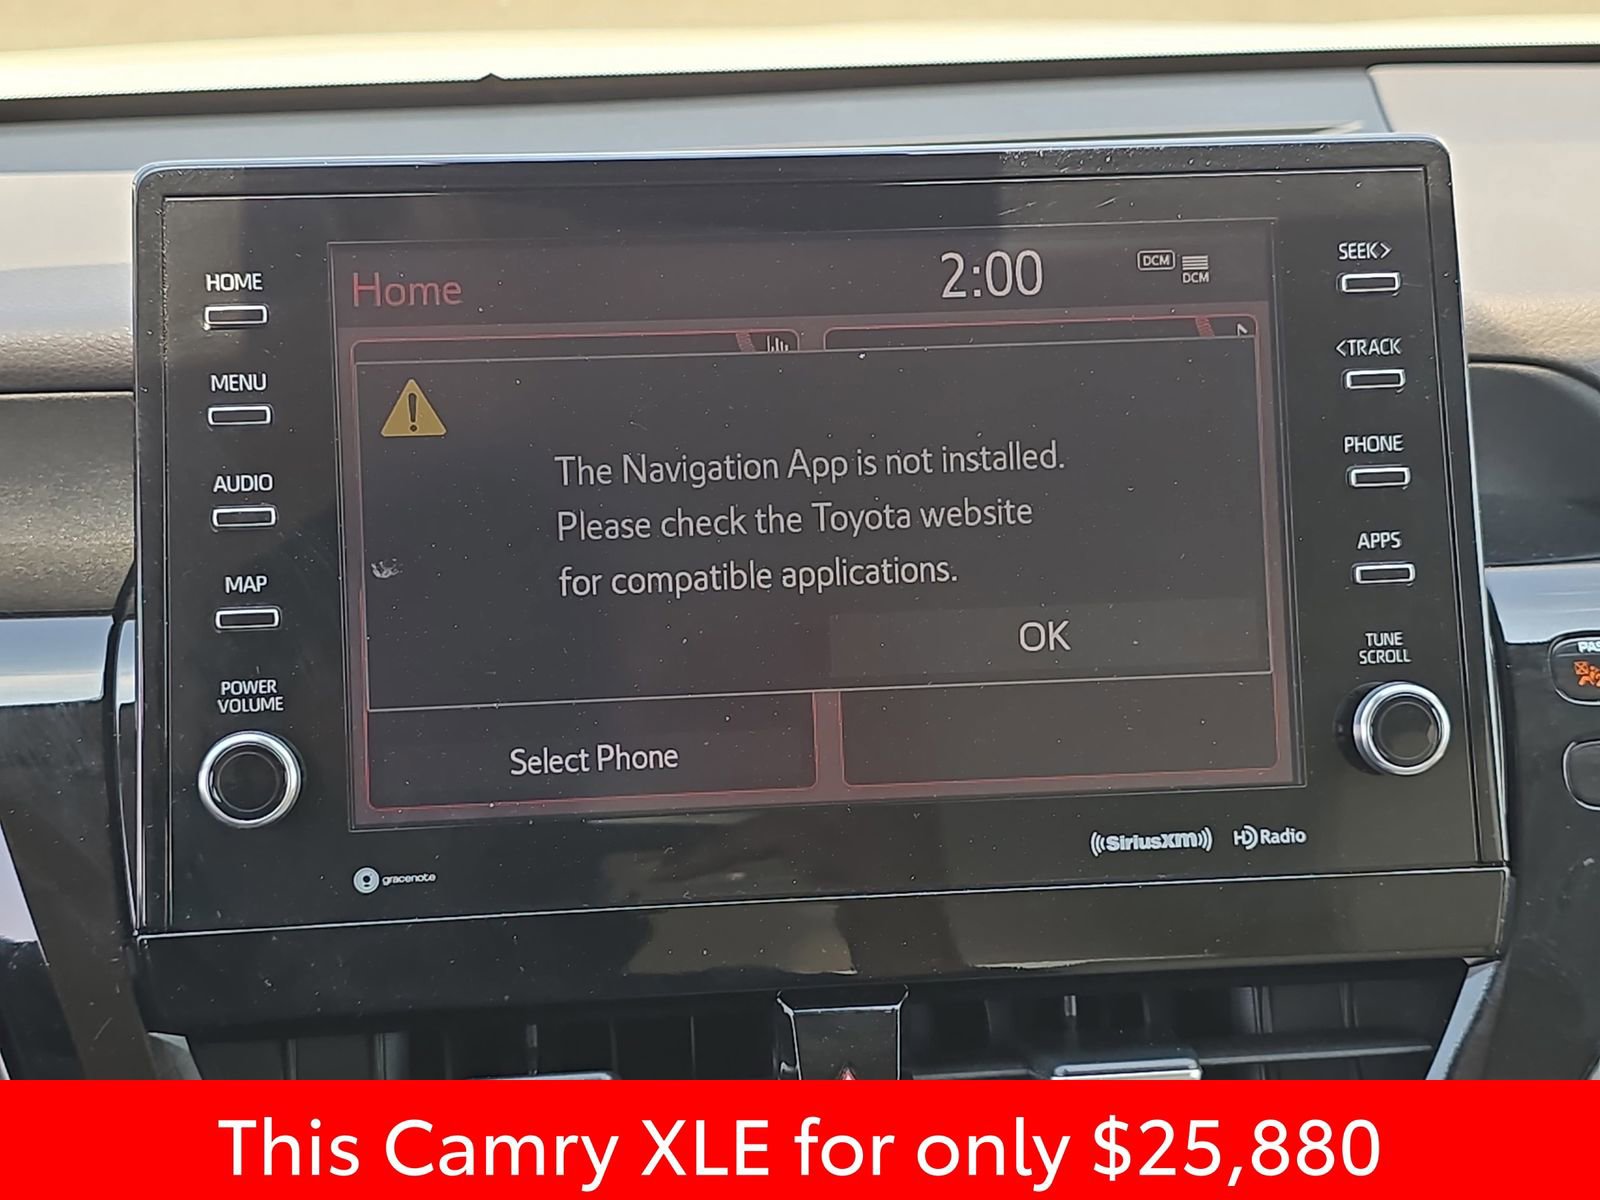 HOME
MENU
AUDIO
MAP
POWER
VOLUME
Home
2:00
DCM
DCM
The Navigation App is not installed.
Please check the Toyota website
for compatible applications.
OK
Select Phone
SEEK>
<TRACK
PHONE
APPS
TUNE
SCROLL
gracenote
((SiriusXM))
HD Radio
This Camry XLE for only $25,880